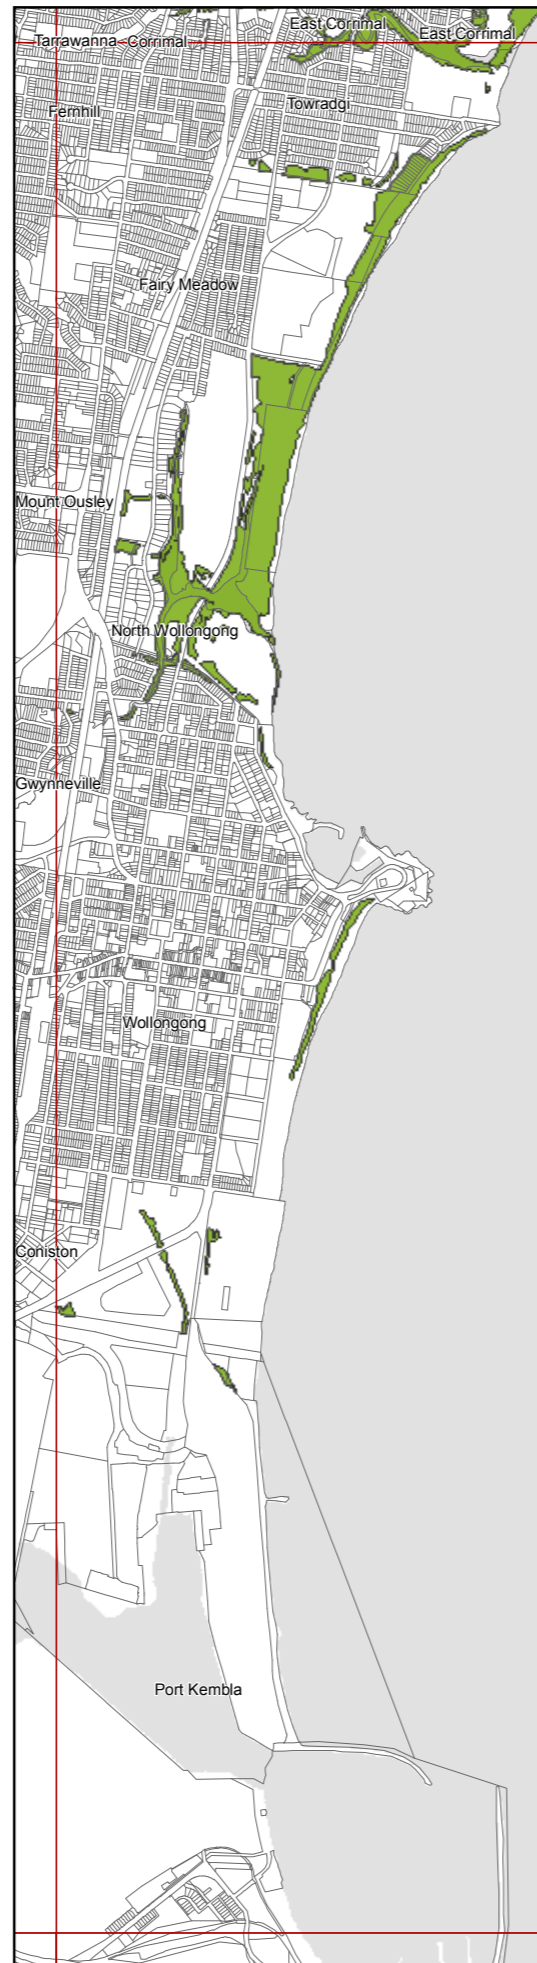 East Corrimal
East Corrimal
Tarrawanna
Corrimal
Towradgi
Fernhill
Fairy Meadow
Mount Ousley
North Wollongong
Gwynneville
Wollongong
Coniston
Port Kembla